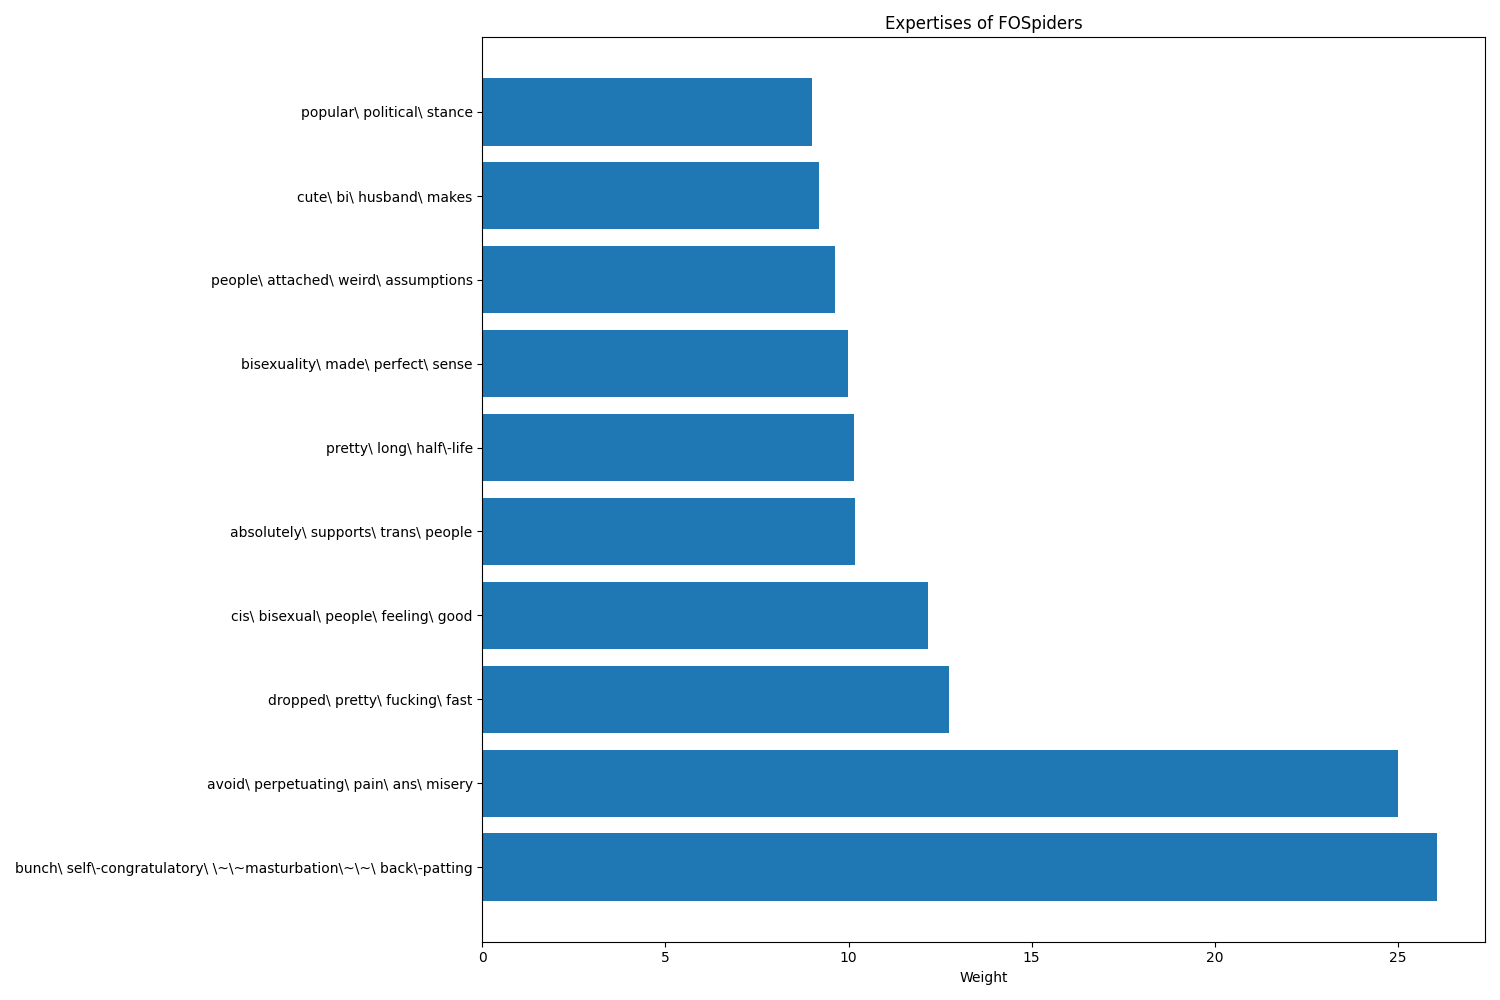 Expertises of FOSpiders
popular\ political\ stance
cute\ bi\ husband\ makes
people\ attached\ weird\ assumptions
bisexuality\ made\ perfect\ sense
pretty\ long\ half\-life
absolutely\ supports\ trans\ people
cis\ bisexual\ people\ feeling\ good
dropped\ pretty\ fucking\ fast
avoid\ perpetuating\ pain\ ans\ misery
bunch\ self\-congratulatory\ \~\~masturbation\~\~\ back\-patting
0 5 10 15 20 25
Weight